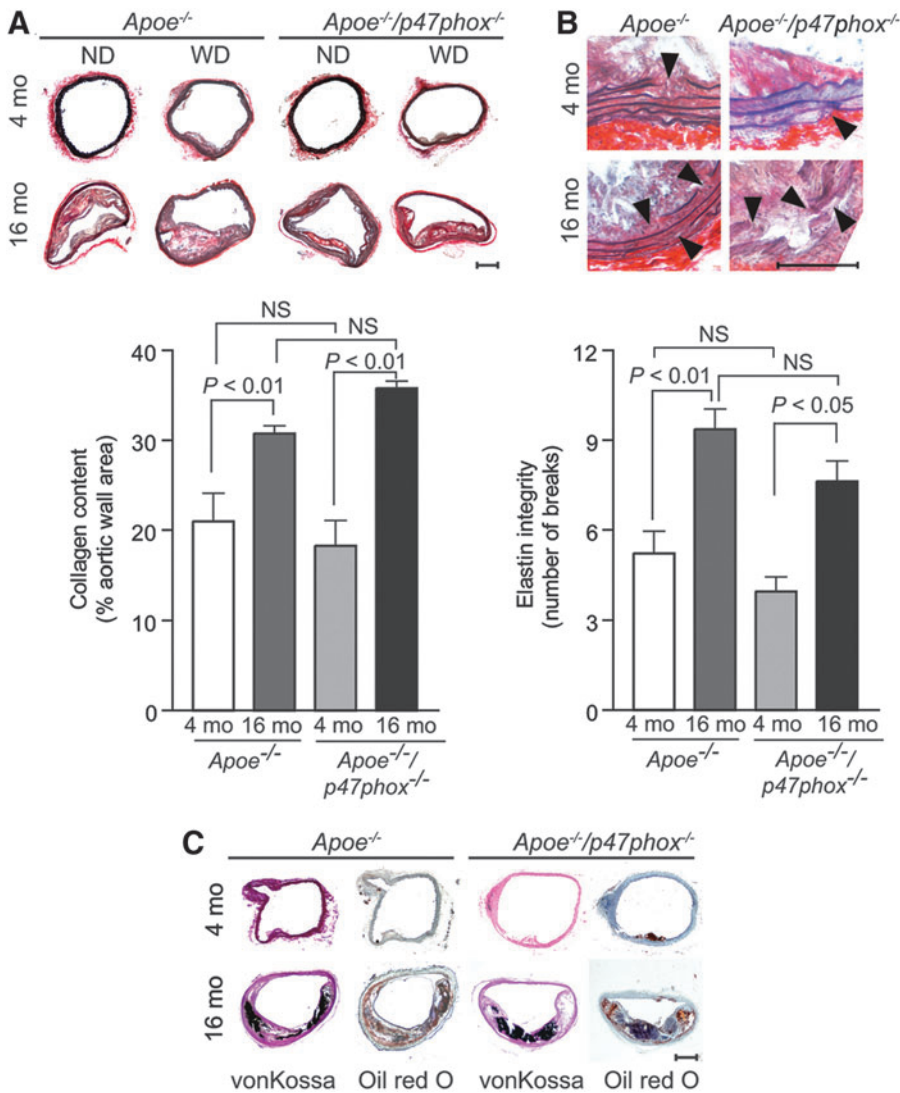 A
Apoe-/-
Apoe-/-/p47phox-/-
ND WD ND WD
4 mo
16 mo
B
Apoe-/- Apoe-/-/p47phox-/-
4 mo
16 mo
NS
NS
P < 0.01
P < 0.01
Collagen content
(% aortic wall area)
40
30
20
10
0
4 mo 16 mo 4 mo 16 mo
Apoe-/-
Apoe-/-/
p47phox-/-
NS
NS
P < 0.01
P < 0.05
Elastin integrity
(number of breaks)
12
9
6
3
0
4 mo 16 mo 4 mo 16 mo
Apoe-/-
Apoe-/-/
p47phox-/-
C
Apoe-/-
Apoe-/-/p47phox-/-
4 mo
16 mo
vonKossa Oil red O vonKossa Oil red O